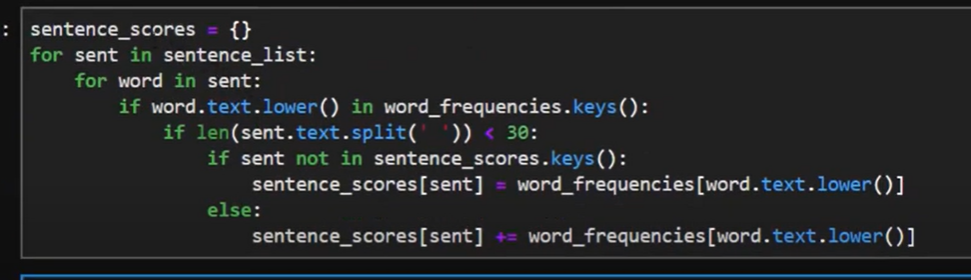 : sentence_scores = {}
for sent in sentence_list:
    for word in sent:
        if word.text.lower() in word_frequencies.keys():
            if len(sent.text.split(' ')) < 30:
                if sent not in sentence_scores.keys():
                    sentence_scores[sent] = word_frequencies[word.text.lower()]
                else:
                    sentence_scores[sent] += word_frequencies[word.text.lower()]